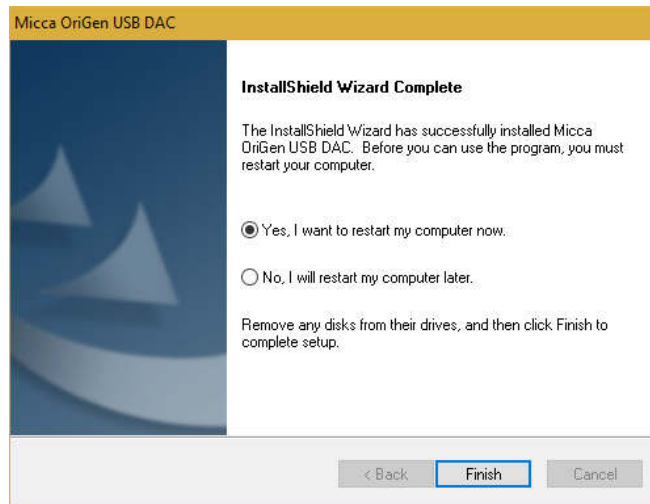 Micca OriGen USB DAC
InstallShield Wizard Complete
The InstallShield Wizard has successfully installed Micca
OriGen USB DAC. Before you can use the program, you must
restart your computer.
Yes, I want to restart my computer now.
No, I will restart my computer later.
Remove any disks from their drives, and then click Finish to
complete setup.
< Back
Finish
Cancel